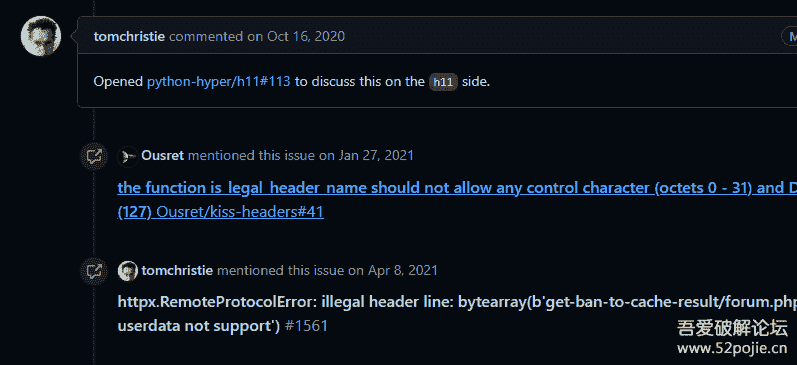 tomchristie commented on Oct 16, 2020
Opened python-hyper/h11#113 to discuss this on the h11 side.
Ousret mentioned this issue on Jan 27, 2021
the function is_legal_header_name should not allow any control character (octets 0 - 31) and
(127) Ousret/kiss-headers#41
tomchristie mentioned this issue on Apr 8, 2021
httpx.RemoteProtocolError: illegal header line: bytearray(b'get-ban-to-cache-result/forum.php
userdata not support') #1561
吾爱破解论坛
www.52pojie.cn